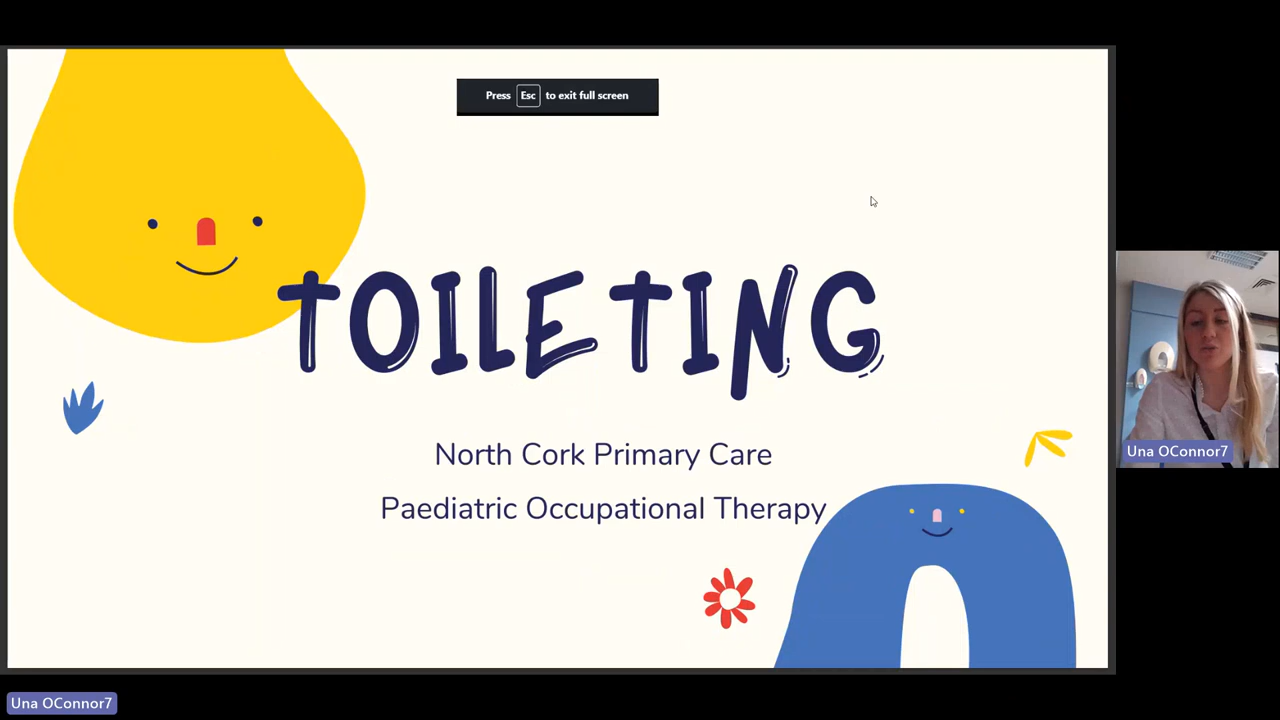 Press Esc to exit full screen
TOILETING
North Cork Primary Care
Paediatric Occupational Therapy
Una OConnor7
Una OConnor7